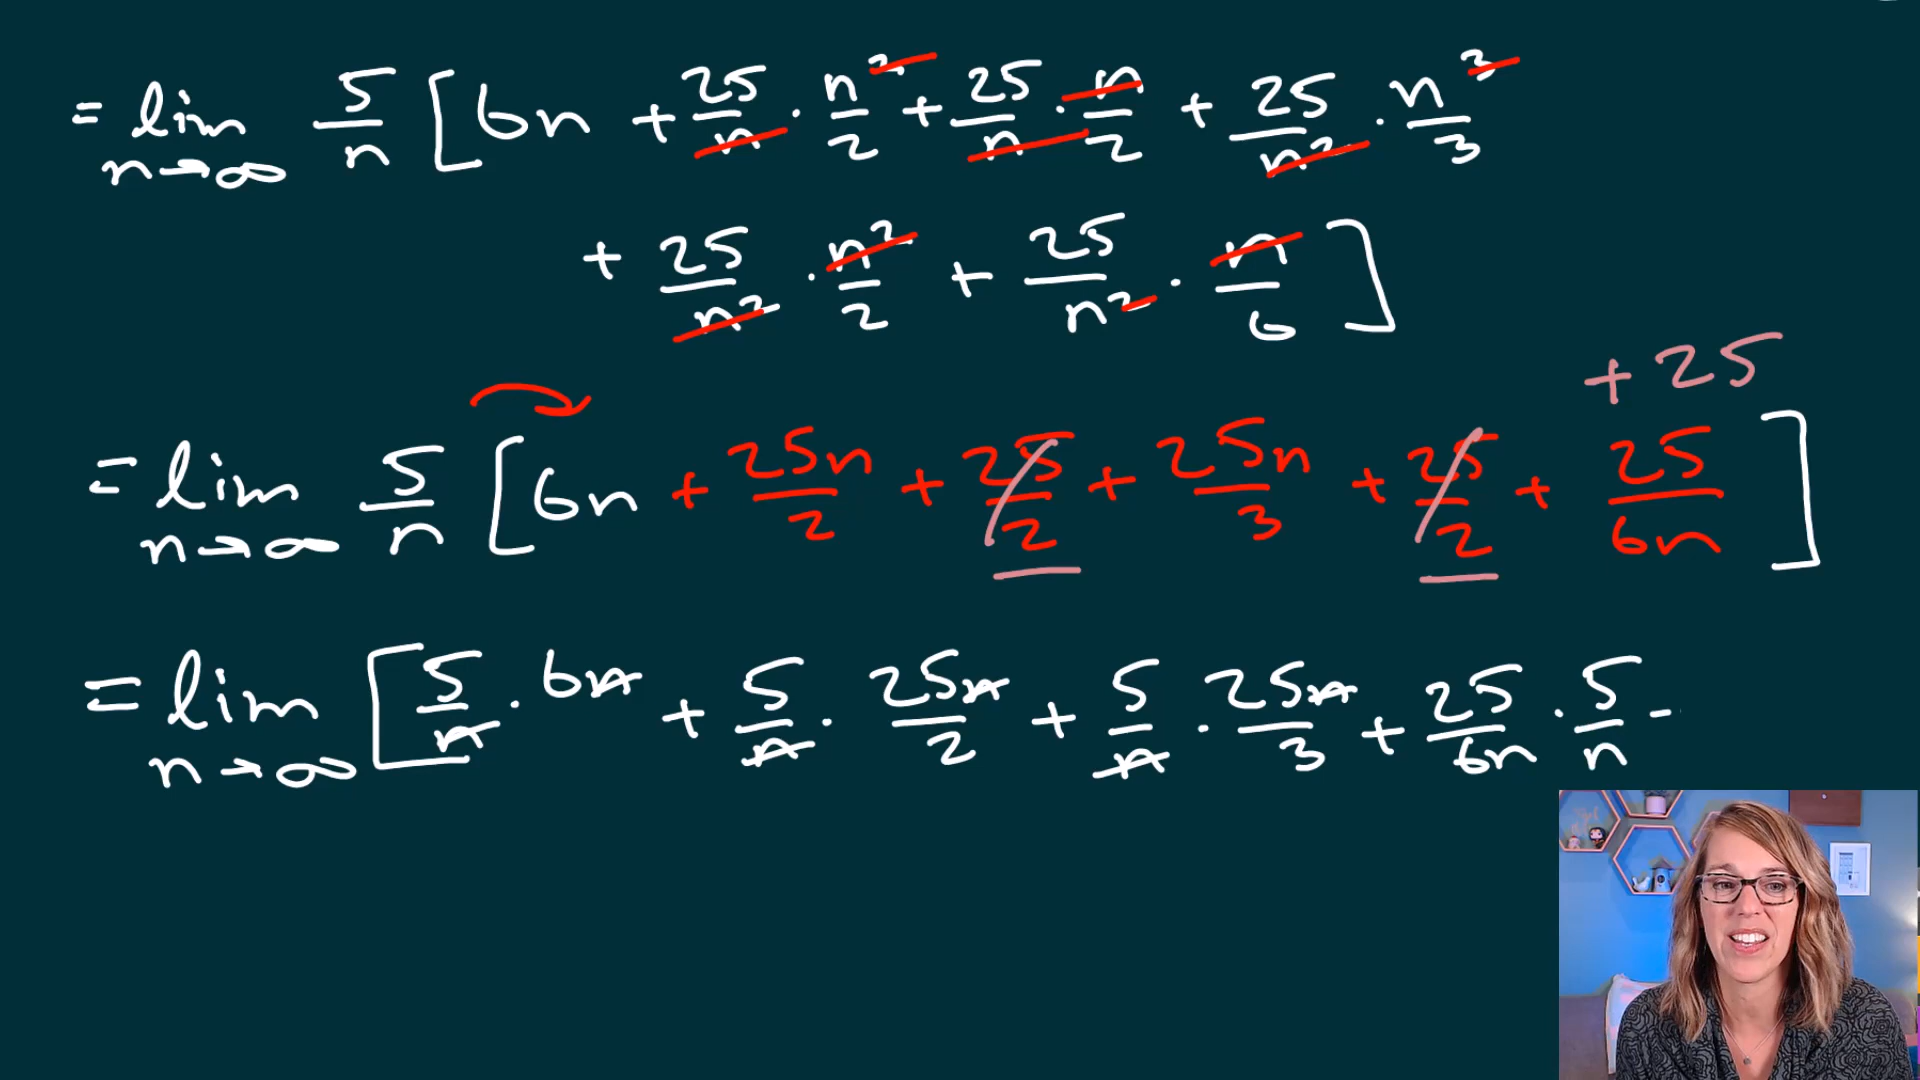 = lim n→∞ 5/n [ 6n + 25/n · n²/2 + 25/n · n/2 + 25/n² · n³/3
+ 25/n² · n²/2 + 25/n² · n/6 ]
+ 25
= lim n→∞ 5/n [ 6n + 25n/2 + 25/2 + 25n/3 + 25/2 + 25/6n ]
= lim n→∞ [ 5/n · 6n + 5/n · 25n/2 + 5/n · 25n/3 + 25/6n · 5/n -